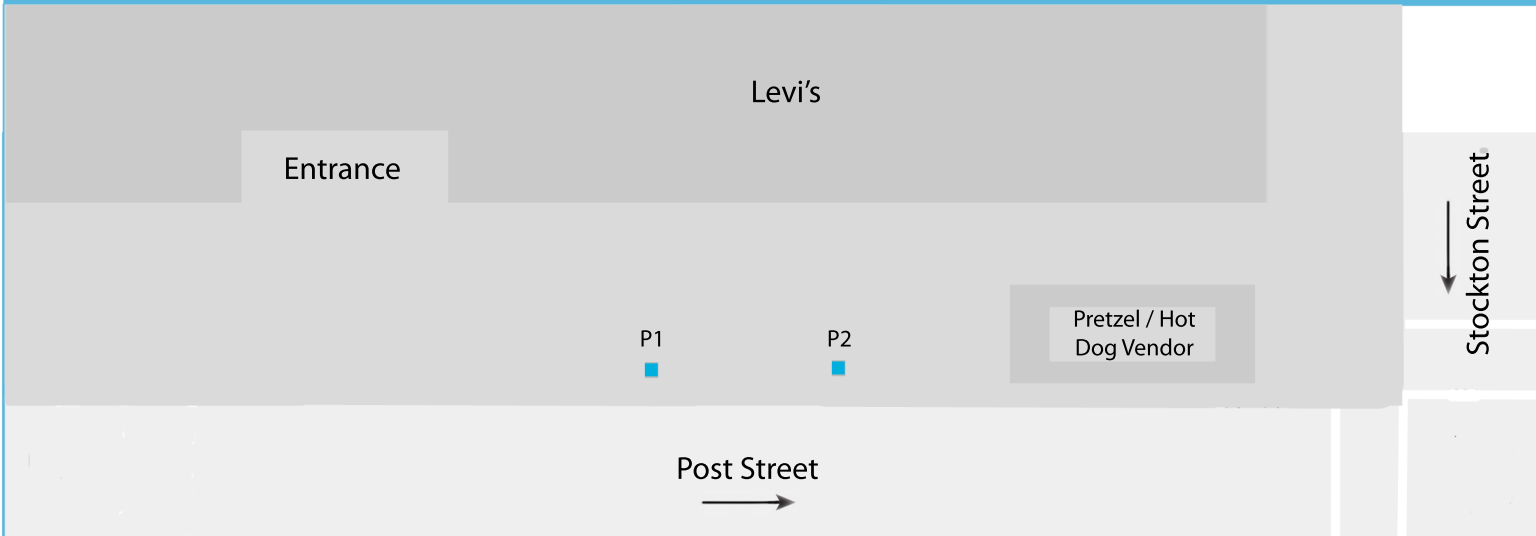 Levi’s
Entrance
Stockton Street
P1
P2
Pretzel / Hot
Dog Vendor
Post Street